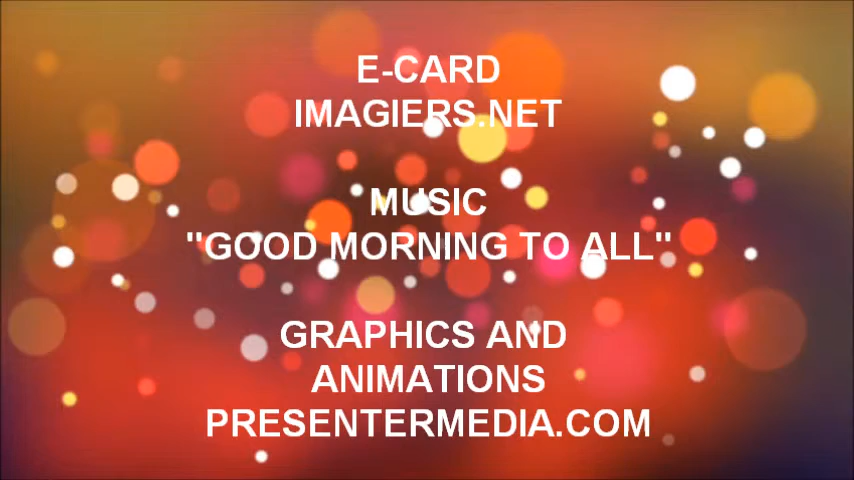 E-CARD
IMAGIERS.NET
MUSIC
"GOOD MORNING TO ALL"
GRAPHICS AND
ANIMATIONS
PRESENTERMEDIA.COM